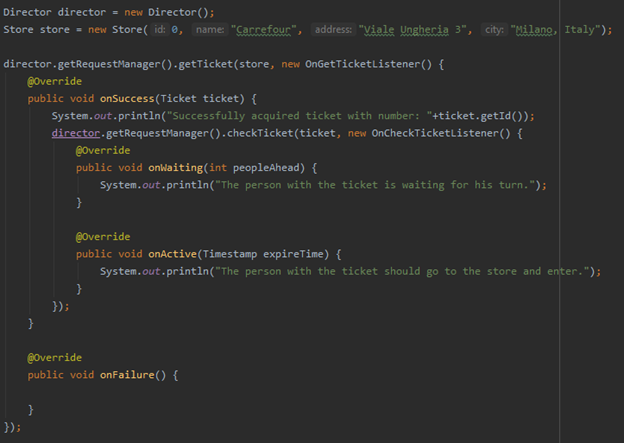 Director director = new Director();
Store store = new Store( id: 0, name: "Carrefour", address: "Viale Ungheria 3", city: "Milano, Italy");

director.getRequestManager().getTicket(store, new OnGetTicketListener() {
    @Override
    public void onSuccess(Ticket ticket) {
        System.out.println("Successfully acquired ticket with number: "+ticket.getId());
        director.getRequestManager().checkTicket(ticket, new OnCheckTicketListener() {
            @Override
            public void onWaiting(int peopleAhead) {
                System.out.println("The person with the ticket is waiting for his turn.");
            }

            @Override
            public void onActive(Timestamp expireTime) {
                System.out.println("The person with the ticket should go to the store and enter.");
            }
        });
    }

    @Override
    public void onFailure() {

    }
});